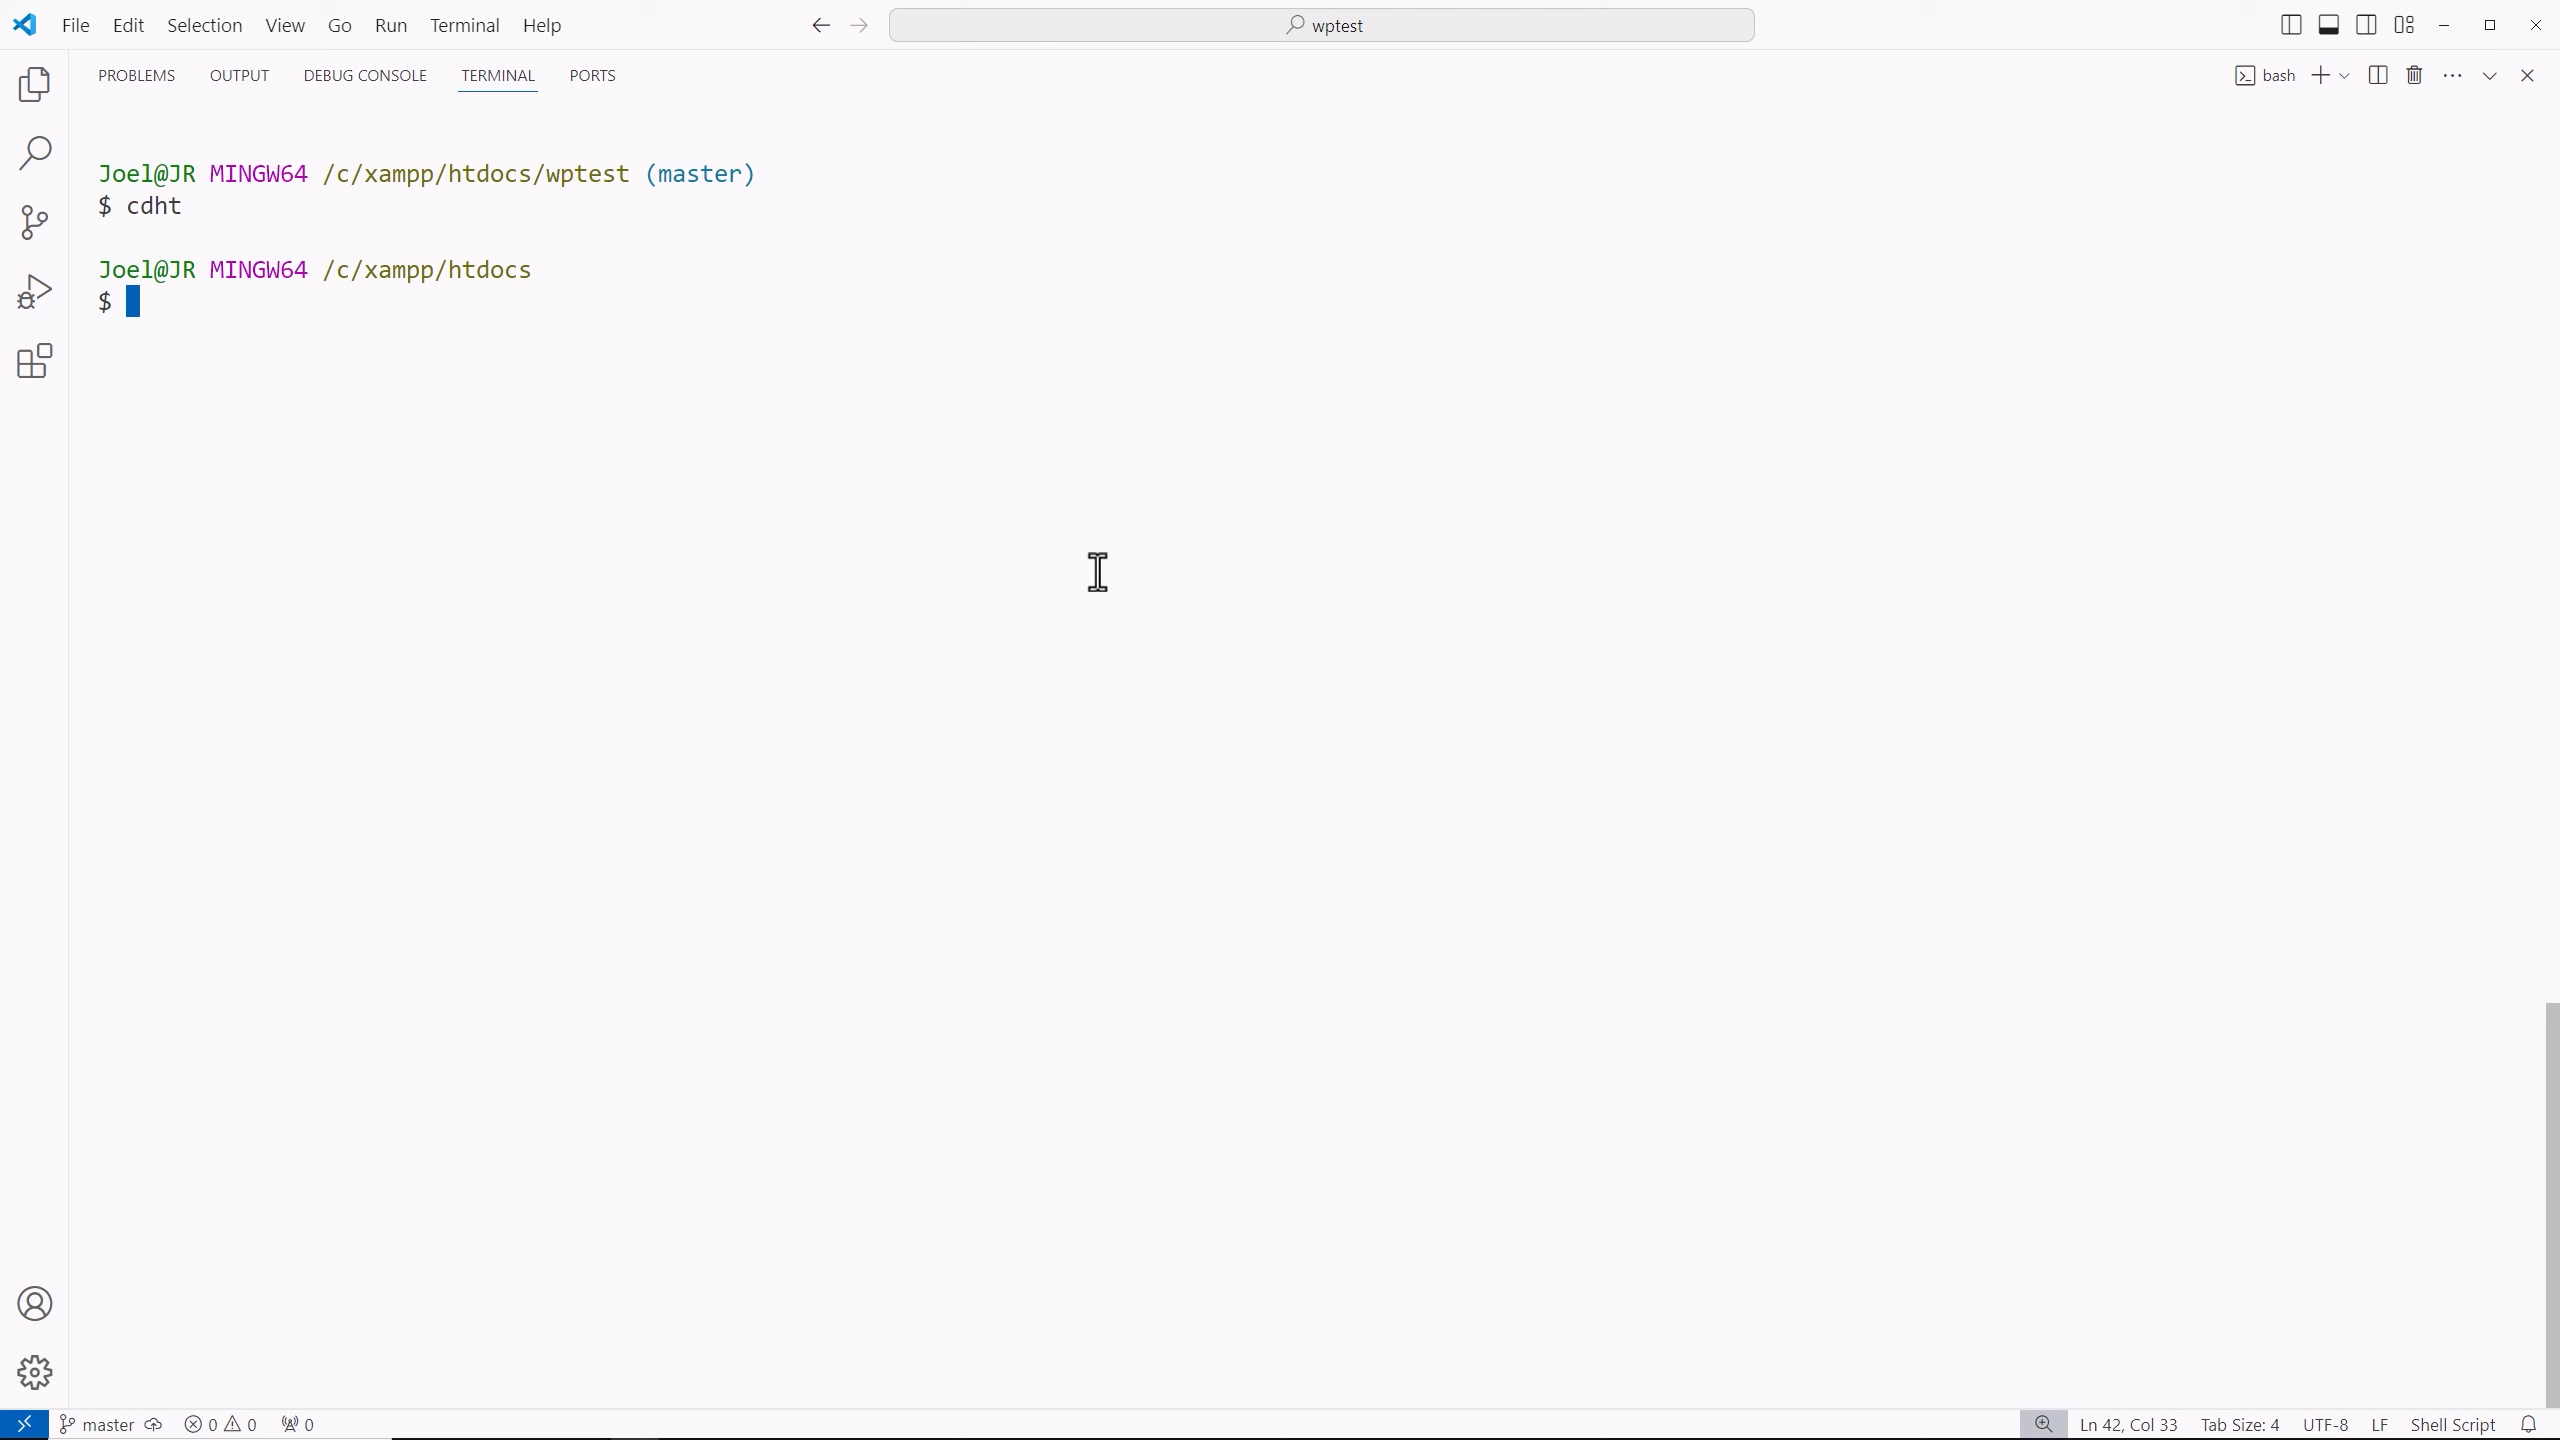 File Edit Selection View Go Run Terminal Help
wptest
PROBLEMS OUTPUT DEBUG CONSOLE TERMINAL PORTS
bash
Joel@JR MINGW64 /c/xampp/htdocs/wptest (master)
$ cdht
Joel@JR MINGW64 /c/xampp/htdocs
$
master 0 0 0
Ln 42, Col 33 Tab Size: 4 UTF-8 LF Shell Script